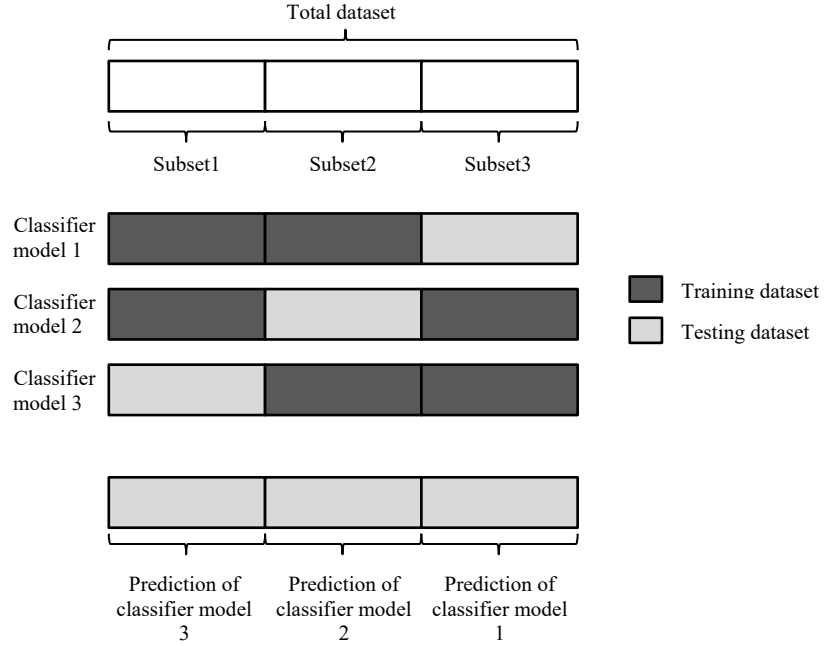 Total dataset
Subset1
Subset2
Subset3
Classifier
model 1
Classifier
model 2
Classifier
model 3
Training dataset
Testing dataset
Prediction of
classifier model
3
Prediction of
classifier model
2
Prediction of
classifier model
1